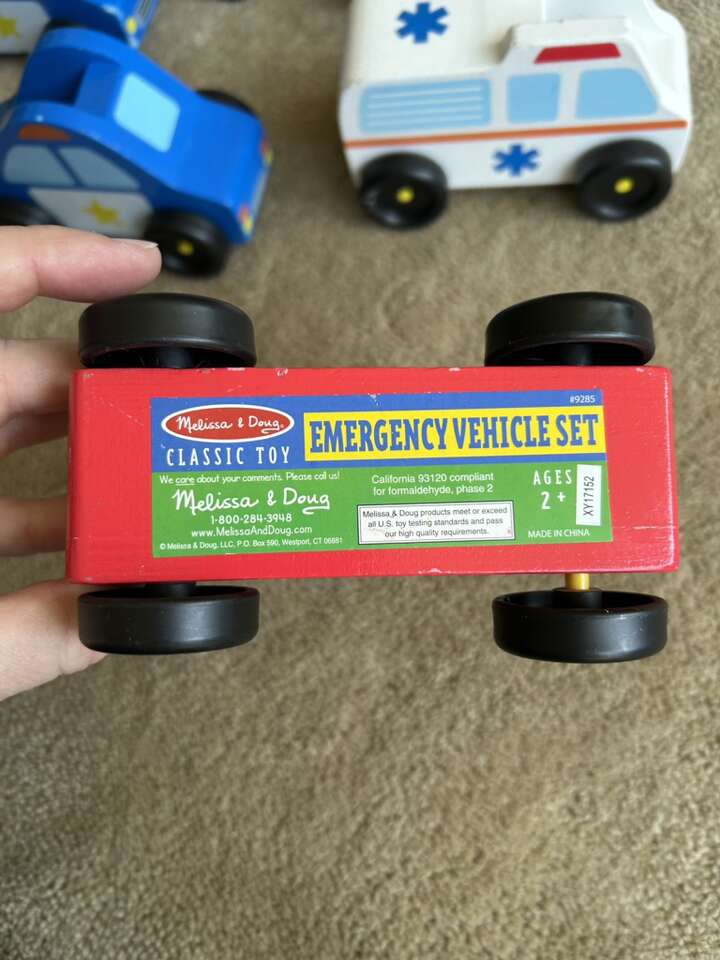 #9285
Melissa & Doug®
CLASSIC TOY
EMERGENCY VEHICLE SET
We care about your comments. Please call us!
Melissa & Doug
1-800-284-3948
www.MelissaAndDoug.com
© Melissa & Doug, LLC, P.O. Box 590, Westport, CT 06881
California 93120 compliant
for formaldehyde, phase 2
Melissa & Doug products meet or exceed
all U.S. toy testing standards and pass
our high quality requirements.
AGES
2+
XY17152
MADE IN CHINA